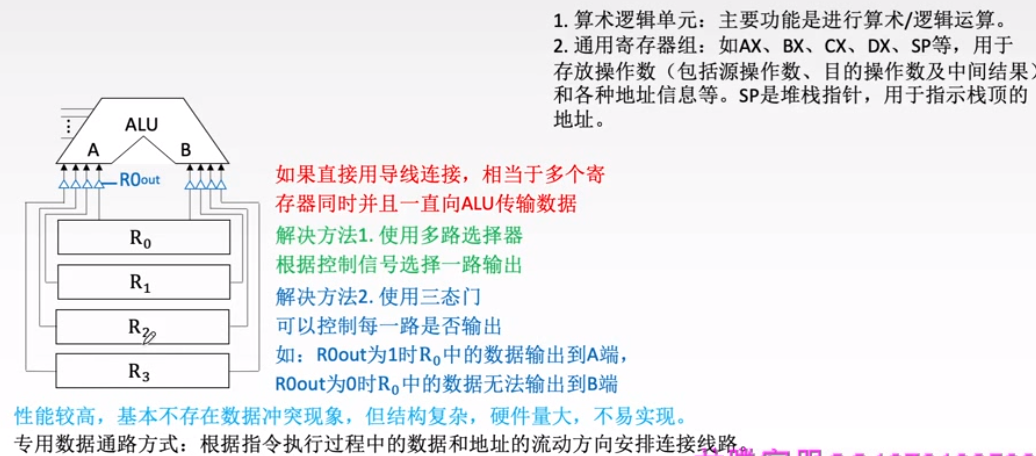 1. 算术逻辑单元：主要功能是进行算术/逻辑运算。
2. 通用寄存器组：如AX、BX、CX、DX、SP等，用于
存放操作数（包括源操作数、目的操作数及中间结果）
和各种地址信息等。SP是堆栈指针，用于指示栈顶的
地址。
ALU
A
B
R0out
如果直接用导线连接，相当于多个寄
存器同时并且一直向ALU传输数据
解决方法1. 使用多路选择器
根据控制信号选择一路输出
解决方法2. 使用三态门
可以控制每一路是否输出
如：R0out为1时R₀中的数据输出到A端，
R0out为0时R₀中的数据无法输出到B端
R₀
R₁
R₂
R₃
性能较高，基本不存在数据冲突现象，但结构复杂，硬件量大，不易实现。
专用数据通路方式：根据指令执行过程中的数据和地址的流动方向安排连接线路。